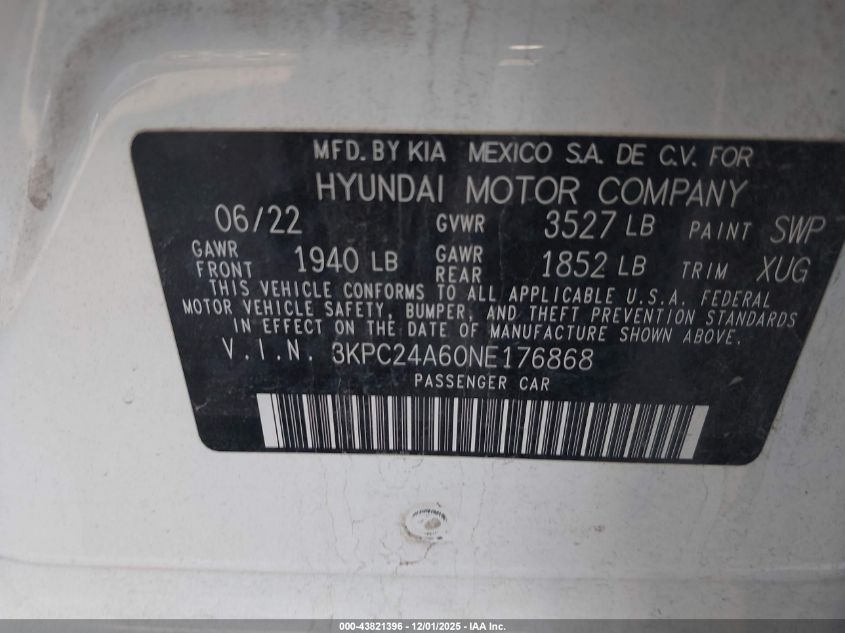 MFD. BY KIA MEXICO S.A. DE C.V. FOR
HYUNDAI MOTOR COMPANY
06/22 GVWR 3527 LB PAINT SWP
GAWR FRONT 1940 LB GAWR REAR 1852 LB TRIM XUG
THIS VEHICLE CONFORMS TO ALL APPLICABLE U.S.A. FEDERAL
MOTOR VEHICLE SAFETY, BUMPER, AND THEFT PREVENTION STANDARDS
IN EFFECT ON THE DATE OF MANUFACTURE SHOWN ABOVE.
V.I.N. 3KPC24A60NE176868
PASSENGER CAR
000-43821396 - 12/01/2025 - IAA Inc.